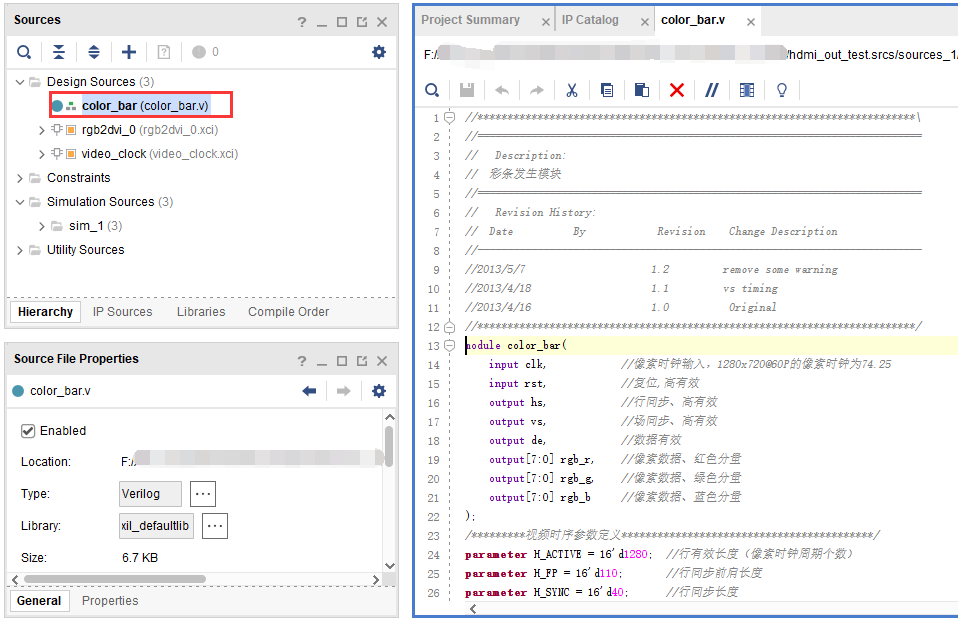 Sources
0
Design Sources (3)
color_bar (color_bar.v)
rgb2dvi_0 (rgb2dvi_0.xci)
video_clock (video_clock.xci)
Constraints
Simulation Sources (3)
sim_1 (3)
Utility Sources
Hierarchy IP Sources Libraries Compile Order
Source File Properties
color_bar.v
Enabled
Location: F:/
Type: Verilog ...
Library: xil_defaultlib ...
Size: 6.7 KB
General Properties
Project Summary IP Catalog color_bar.v
F:/ /hdmi_out_test.srcs/sources_1/
1 //*************************************************************************\
2 //==========================================================================
3 // Description:
4 // 彩条发生模块
5 //==========================================================================
6 // Revision History:
7 // Date By Revision Change Description
8 //--------------------------------------------------------------------------
9 //2013/5/7 1.2 remove some warning
10 //2013/4/18 1.1 vs timing
11 //2013/4/16 1.0 Original
12 //*************************************************************************/
13 module color_bar(
14 input clk, //像素时钟输入，1280x720@60P的像素时钟为74.25
15 input rst, //复位,高有效
16 output hs, //行同步、高有效
17 output vs, //场同步、高有效
18 output de, //数据有效
19 output[7:0] rgb_r, //像素数据、红色分量
20 output[7:0] rgb_g, //像素数据、绿色分量
21 output[7:0] rgb_b //像素数据、蓝色分量
22 );
23 /*********视频时序参数定义******************************************/
24 parameter H_ACTIVE = 16'd1280; //行有效长度（像素时钟周期个数）
25 parameter H_FP = 16'd110; //行同步前肩长度
26 parameter H_SYNC = 16'd40; //行同步长度